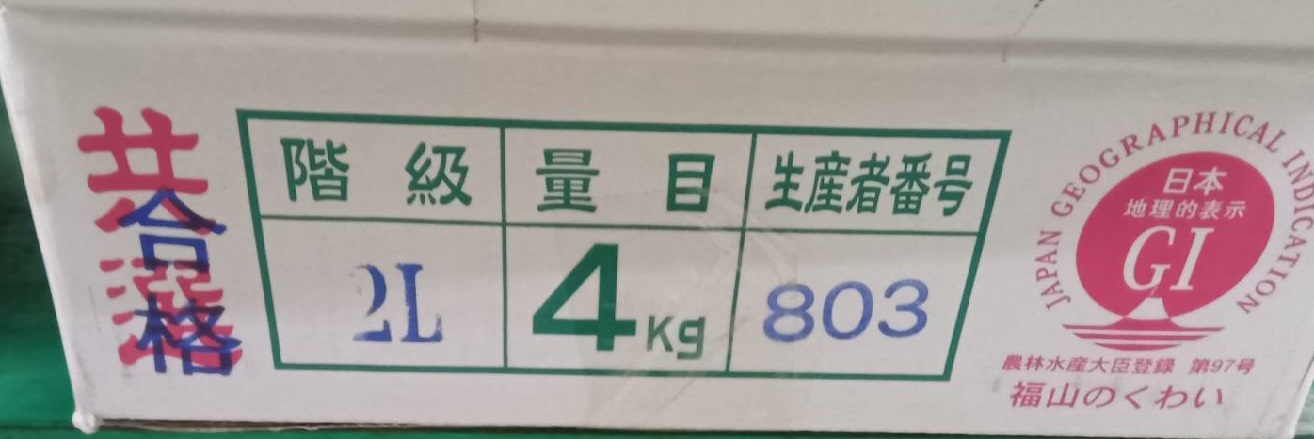 共選
合格
階級 量目 生産者番号
2L 4Kg 803
JAPAN GEOGRAPHICAL INDICATION
日本
地理的表示
GI
農林水産大臣登録 第97号
福山のくわい